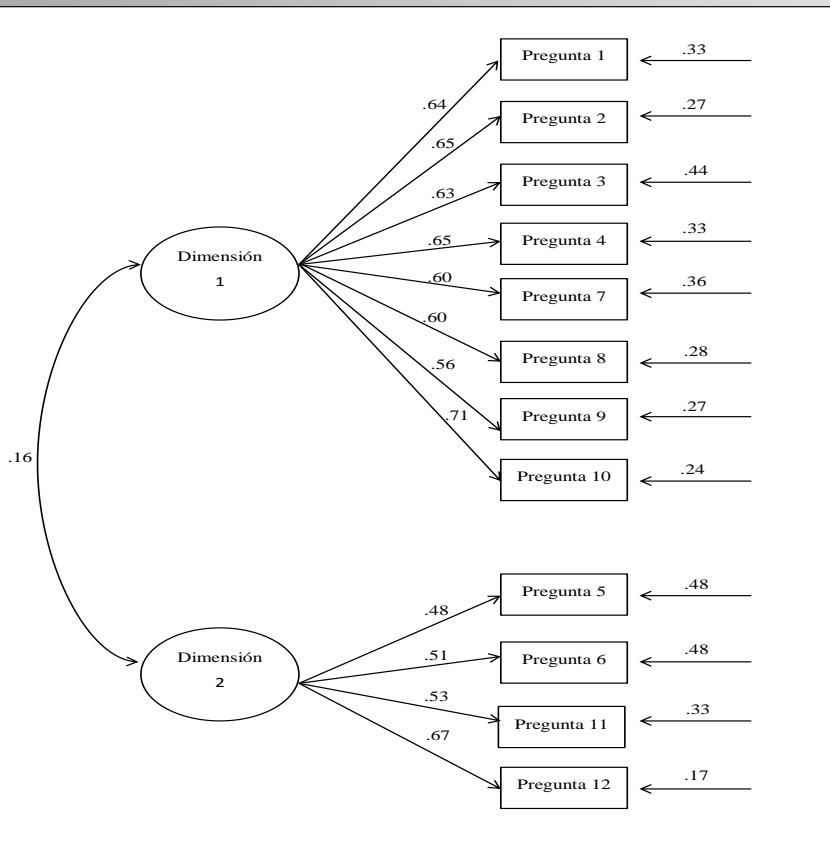 Pregunta 1
.33
.64
Pregunta 2
.27
.65
Pregunta 3
.44
.63
Pregunta 4
.33
.65
Dimensión
1
Pregunta 7
.36
.60
Pregunta 8
.28
.60
Pregunta 9
.27
.56
Pregunta 10
.24
.71
.16
Pregunta 5
.48
.48
Pregunta 6
.48
.51
Dimensión
2
Pregunta 11
.33
.53
Pregunta 12
.17
.67